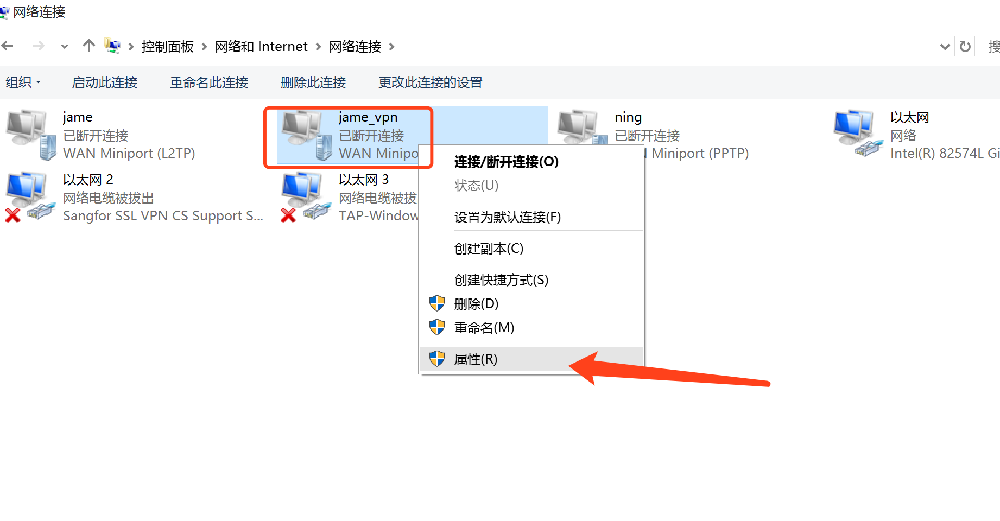 网络连接
控制面板 网络和 Internet 网络连接
搜
组织 启动此连接 重命名此连接 删除此连接 更改此连接的设置
jame
已断开连接
WAN Miniport (L2TP)
jame_vpn
已断开连接
WAN Minipo
ning
已断开连接
Miniport (PPTP)
以太网
网络
Intel(R) 82574L Gi
以太网 2
网络电缆被拔出
Sangfor SSL VPN CS Support S...
以太网 3
网络电缆被拔
TAP-Window
连接/断开连接(O)
状态(U)
设置为默认连接(F)
创建副本(C)
创建快捷方式(S)
删除(D)
重命名(M)
属性(R)